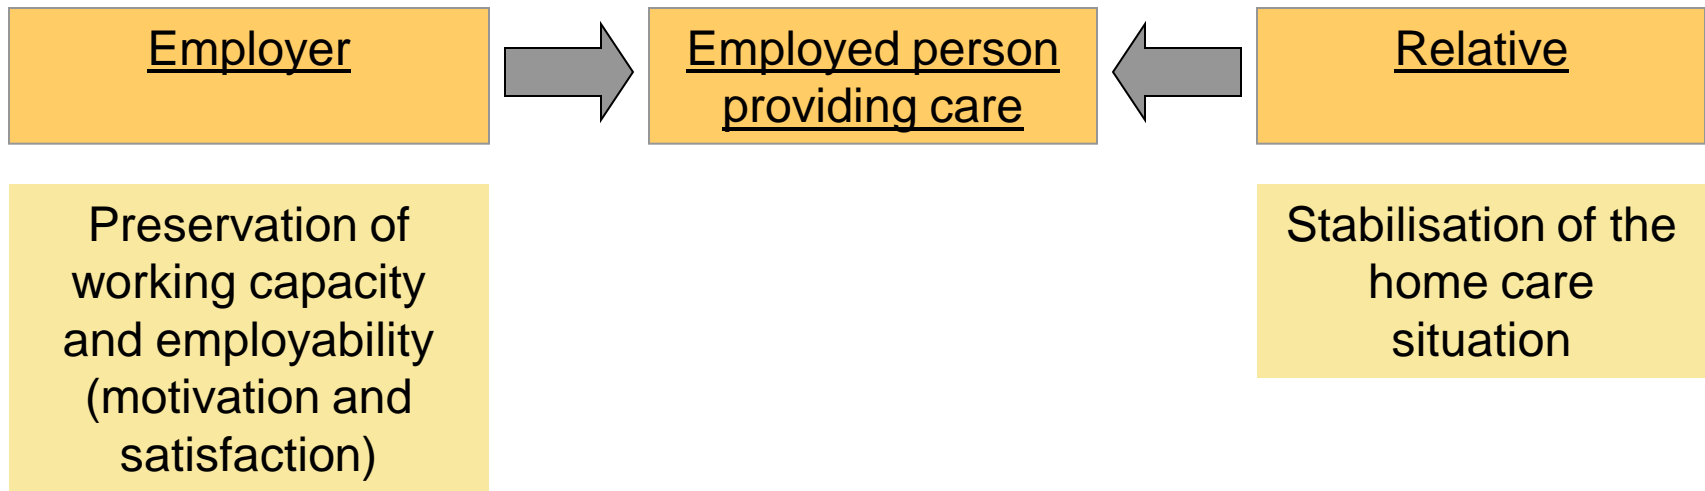 Employer
Employed person
providing care
Relative
Preservation of
working capacity
and employability
(motivation and
satisfaction)
Stabilisation of the
home care
situation